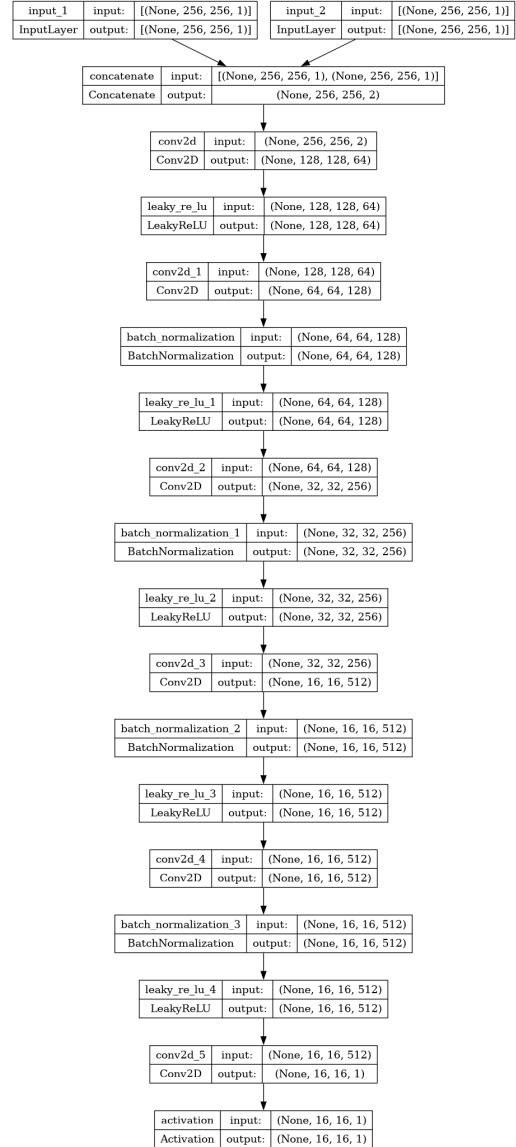 input_1 input: [(None, 256, 256, 1)]
InputLayer output: [(None, 256, 256, 1)]
input_2 input: [(None, 256, 256, 1)]
InputLayer output: [(None, 256, 256, 1)]
concatenate input: [(None, 256, 256, 1), (None, 256, 256, 1)]
Concatenate output: (None, 256, 256, 2)
conv2d input: (None, 256, 256, 2)
Conv2D output: (None, 128, 128, 64)
leaky_re_lu input: (None, 128, 128, 64)
LeakyReLU output: (None, 128, 128, 64)
conv2d_1 input: (None, 128, 128, 64)
Conv2D output: (None, 64, 64, 128)
batch_normalization input: (None, 64, 64, 128)
BatchNormalization output: (None, 64, 64, 128)
leaky_re_lu_1 input: (None, 64, 64, 128)
LeakyReLU output: (None, 64, 64, 128)
conv2d_2 input: (None, 64, 64, 128)
Conv2D output: (None, 32, 32, 256)
batch_normalization_1 input: (None, 32, 32, 256)
BatchNormalization output: (None, 32, 32, 256)
leaky_re_lu_2 input: (None, 32, 32, 256)
LeakyReLU output: (None, 32, 32, 256)
conv2d_3 input: (None, 32, 32, 256)
Conv2D output: (None, 16, 16, 512)
batch_normalization_2 input: (None, 16, 16, 512)
BatchNormalization output: (None, 16, 16, 512)
leaky_re_lu_3 input: (None, 16, 16, 512)
LeakyReLU output: (None, 16, 16, 512)
conv2d_4 input: (None, 16, 16, 512)
Conv2D output: (None, 16, 16, 512)
batch_normalization_3 input: (None, 16, 16, 512)
BatchNormalization output: (None, 16, 16, 512)
leaky_re_lu_4 input: (None, 16, 16, 512)
LeakyReLU output: (None, 16, 16, 512)
conv2d_5 input: (None, 16, 16, 512)
Conv2D output: (None, 16, 16, 1)
activation input: (None, 16, 16, 1)
Activation output: (None, 16, 16, 1)